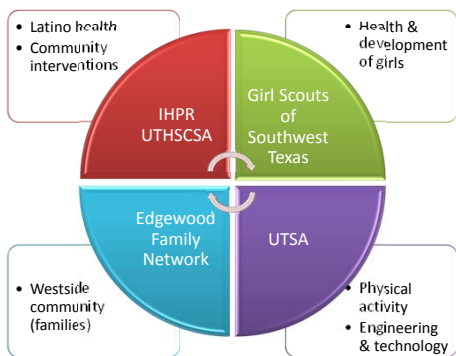 • Latino health
• Community
interventions
• Health &
development
of girls
IHPR
UTHSCSA
Girl Scouts
of
Southwest
Texas
Edgewood
Family
Network
UTSA
• Westside
community
(families)
• Physical
activity
• Engineering
& technology